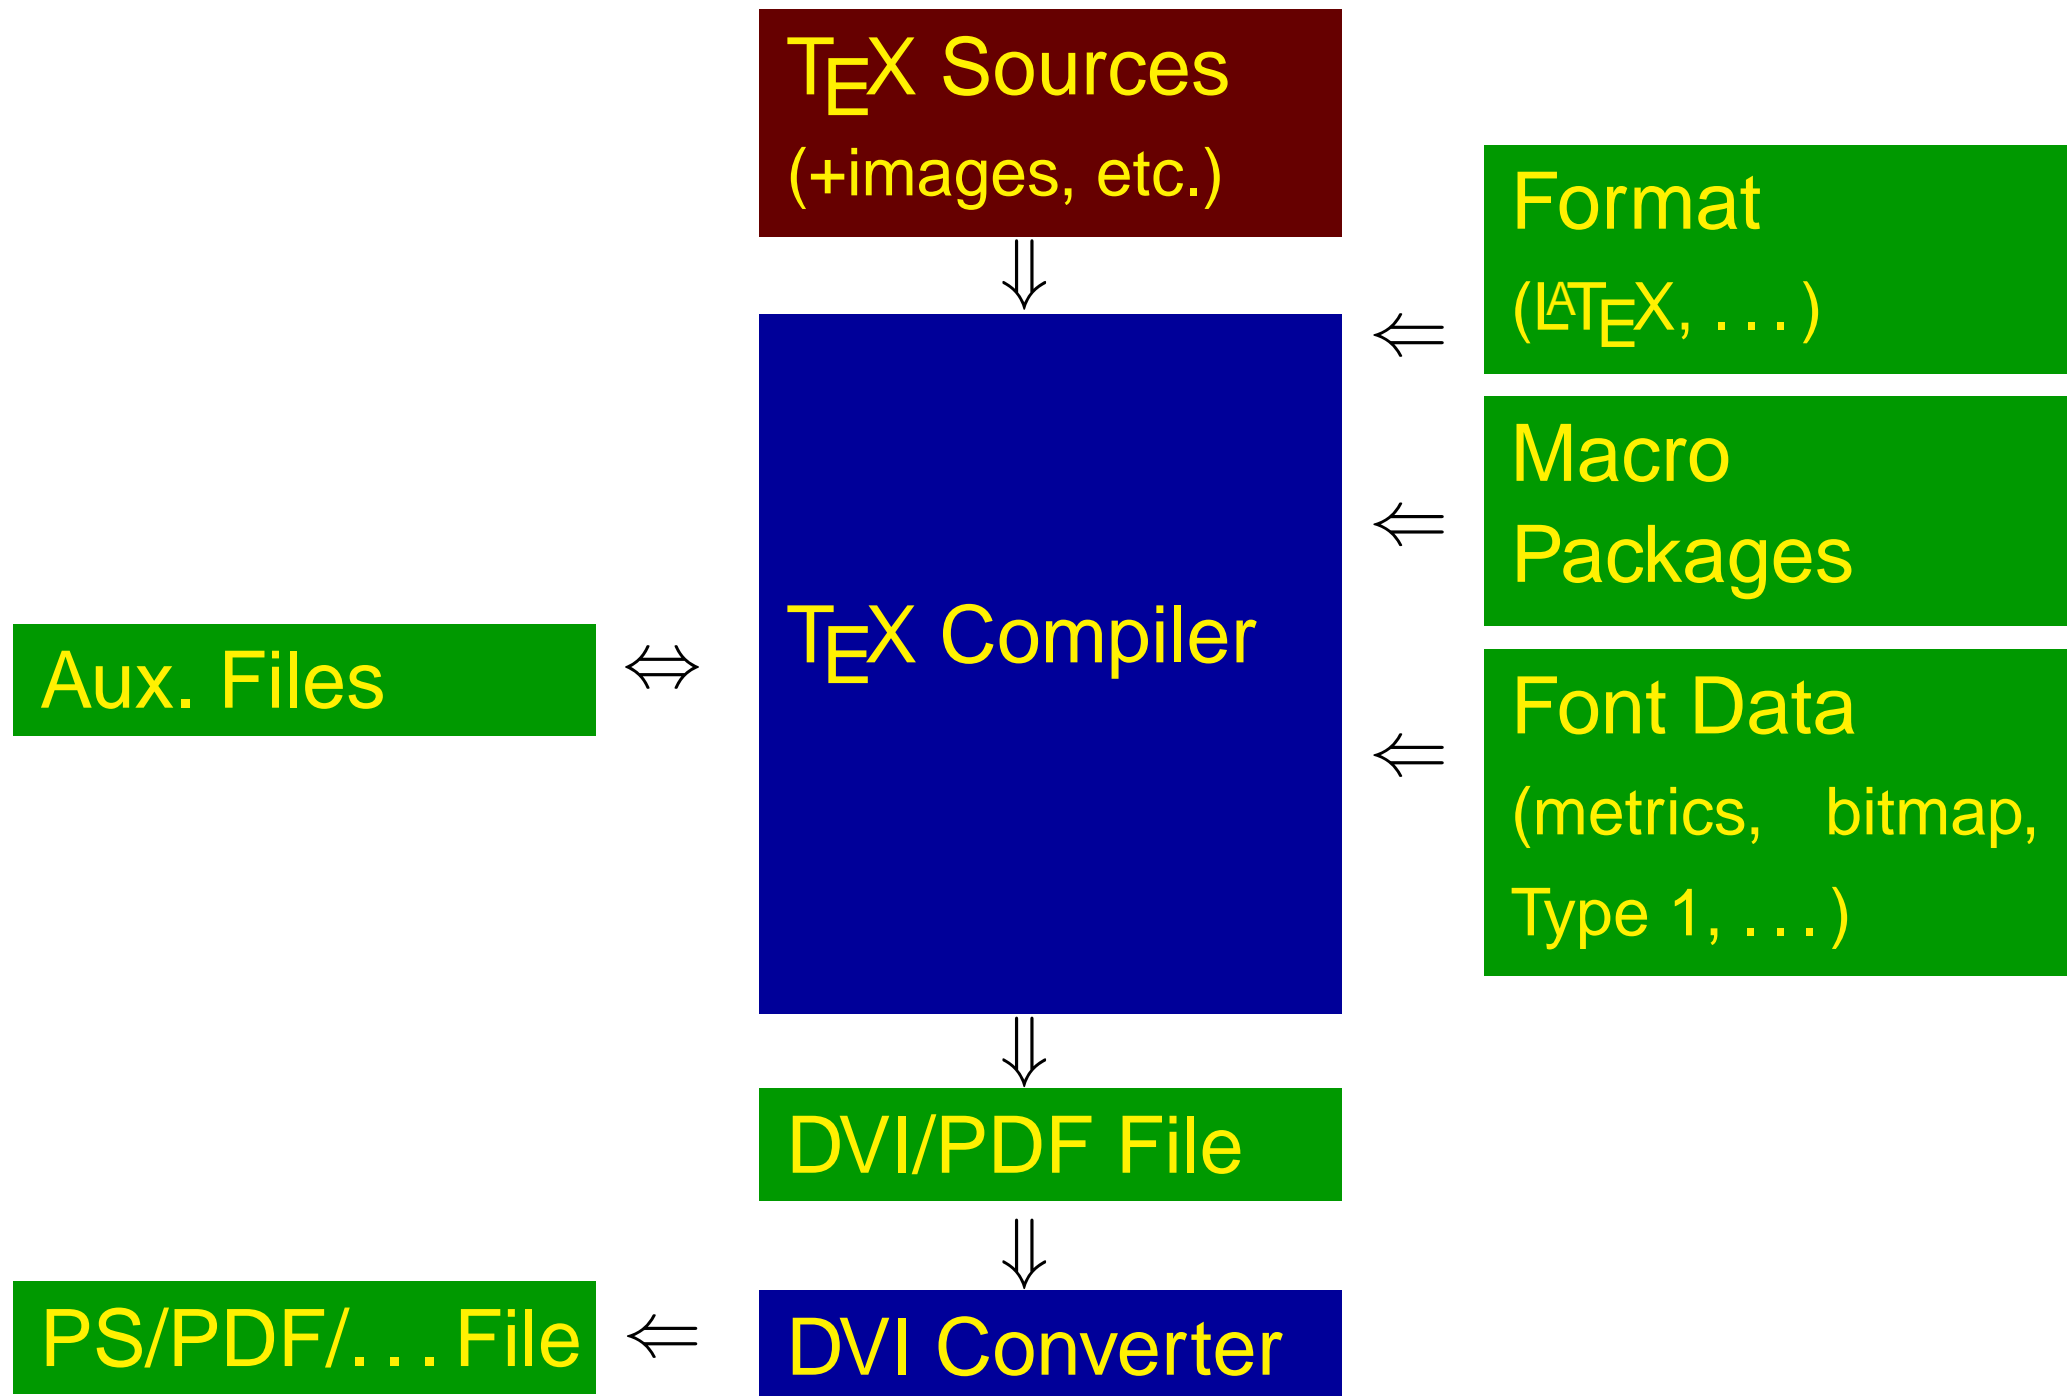 TEX Sources
(+images, etc.)
Format
(LATEX, . . . )
Macro
Packages
TEX Compiler
Aux. Files
Font Data
(metrics, bitmap,
Type 1, . . . )
DVI/PDF File
PS/PDF/. . . File
DVI Converter